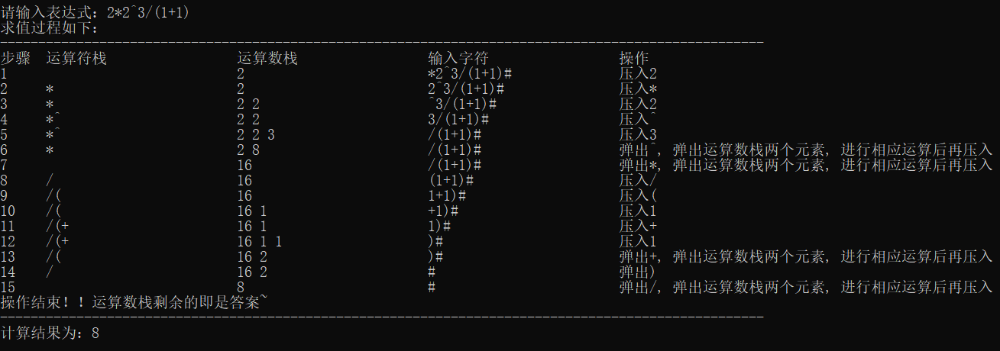 请输入表达式：2*2^3/(1+1)
求值过程如下：
----------------------------------------------------------------------------------------------------
步骤  运算符栈                 运算数栈                 输入字符                 操作
1                              2                        *2^3/(1+1)#              压入2
2     *                        2                        2^3/(1+1)#               压入*
3     *                        2 2                      ^3/(1+1)#                压入2
4     *^                       2 2                      3/(1+1)#                 压入^
5     *^                       2 2 3                    /(1+1)#                  压入3
6     *                        2 8                      /(1+1)#                  弹出^, 弹出运算数栈两个元素, 进行相应运算后再压入
7                              16                       /(1+1)#                  弹出*, 弹出运算数栈两个元素, 进行相应运算后再压入
8     /                        16                       (1+1)#                   压入/
9     /(                       16                       1+1)#                    压入(
10    /(                       16 1                     +1)#                     压入1
11    /(+                      16 1                     1)#                      压入+
12    /(+                      16 1 1                   )#                       压入1
13    /(                       16 2                     )#                       弹出+, 弹出运算数栈两个元素, 进行相应运算后再压入
14    /                        16 2                     #                        弹出)
15                             8                        #                        弹出/, 弹出运算数栈两个元素, 进行相应运算后再压入
操作结束！！运算数栈剩余的即是答案~
----------------------------------------------------------------------------------------------------
计算结果为：8